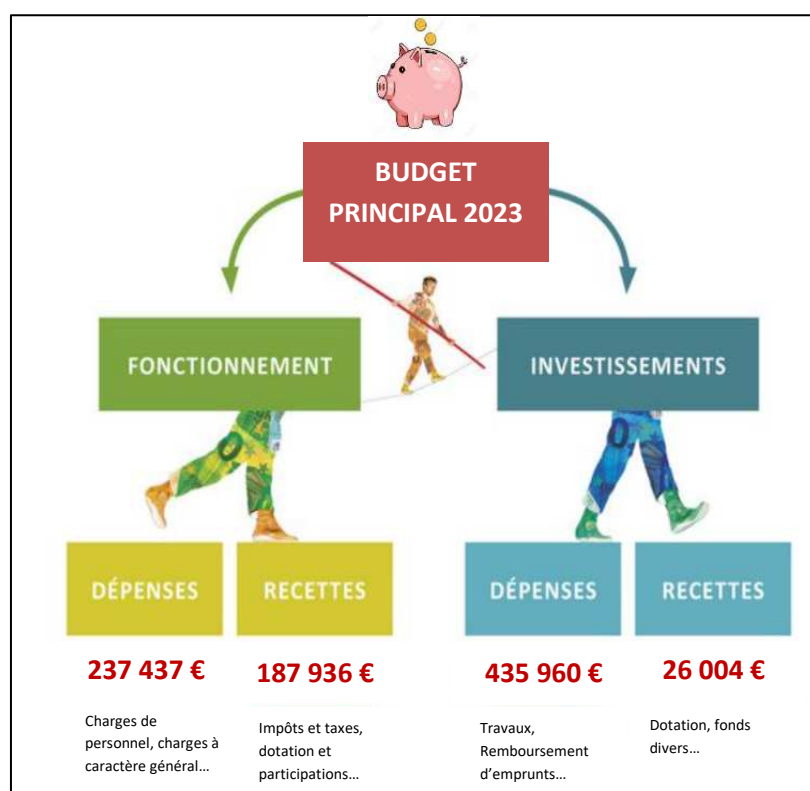 BUDGET
PRINCIPAL 2023
FONCTIONNEMENT
INVESTISSEMENTS
DÉPENSES
RECETTES
DÉPENSES
RECETTES
237 437 €
187 936 €
435 960 €
26 004 €
Charges de
personnel, charges à
caractère général…
Impôts et taxes,
dotation et
participations…
Travaux,
Remboursement
d’emprunts…
Dotation, fonds
divers…